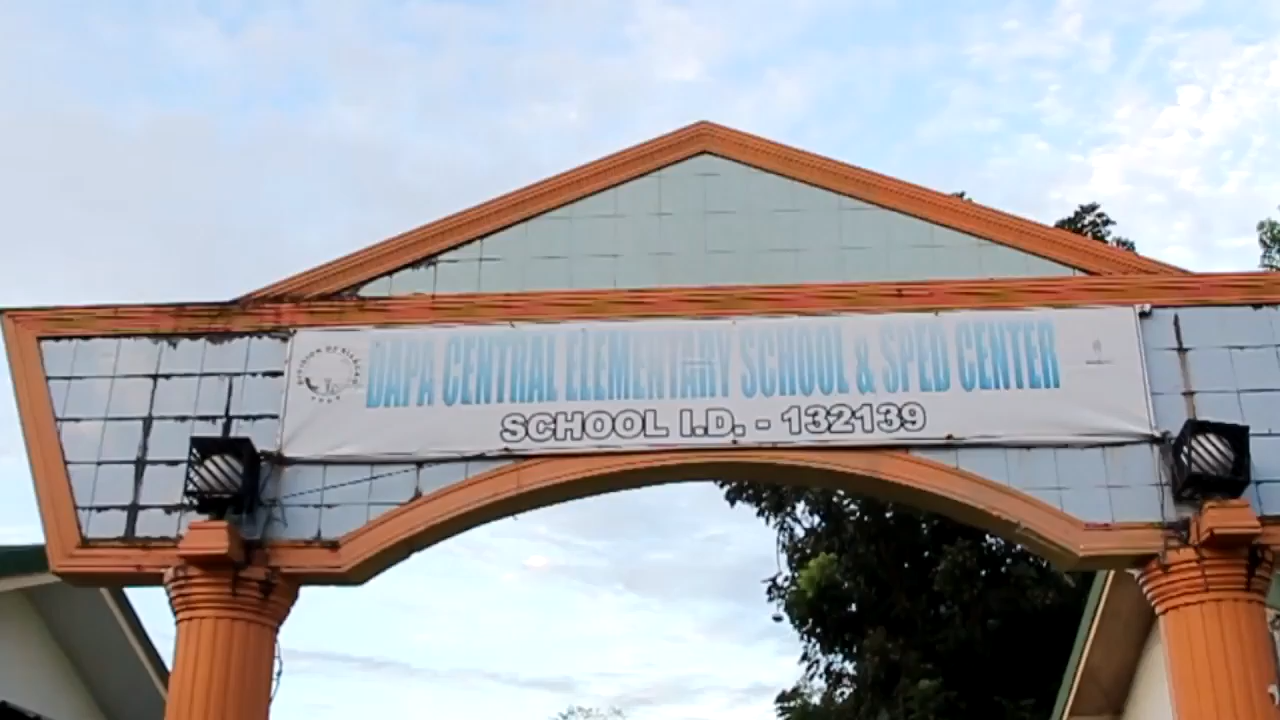 DAPA CENTRAL ELEMENTARY SCHOOL & SPED CENTER
SCHOOL I.D. - 132139